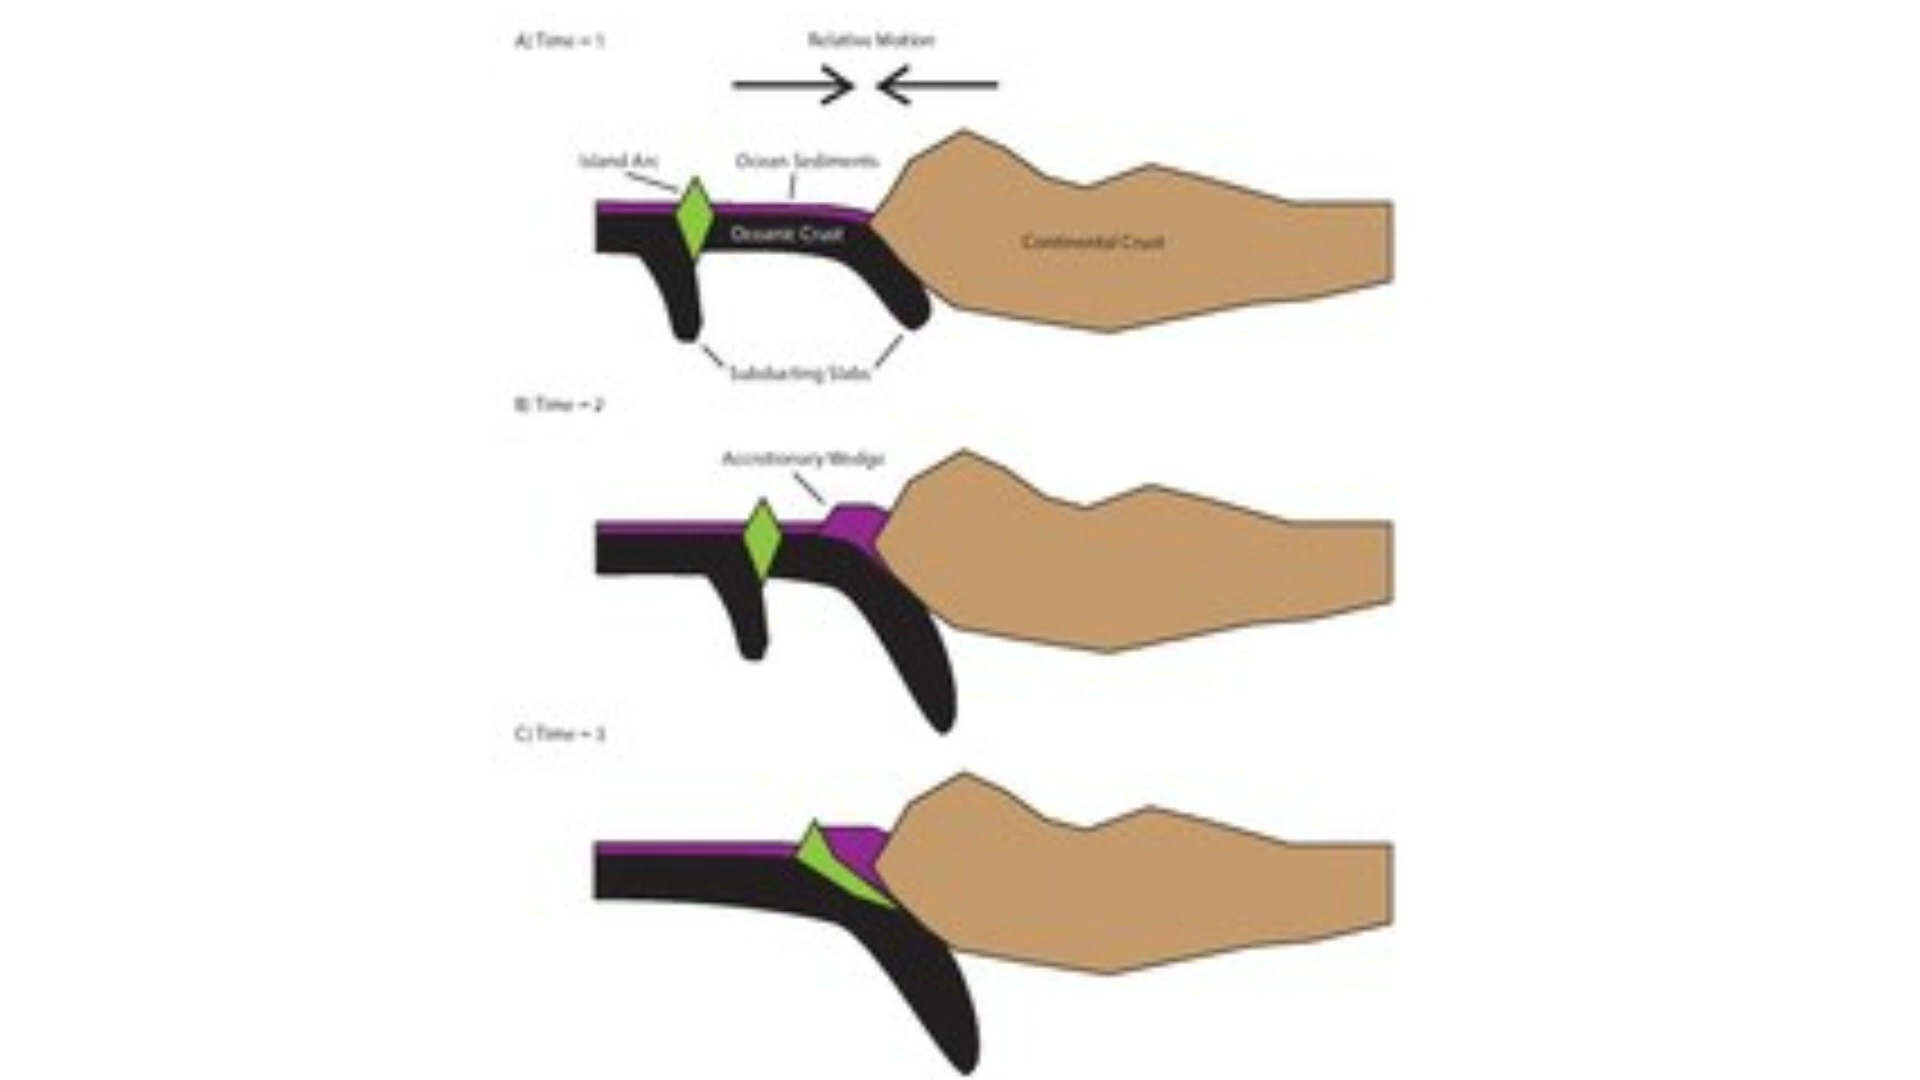 A) Time = 1
Relative Motion
Island Arc
Ocean Sediments
Oceanic Crust
Continental Crust
Subducting Slabs
B) Time = 2
Accretionary Wedge
C) Time = 3